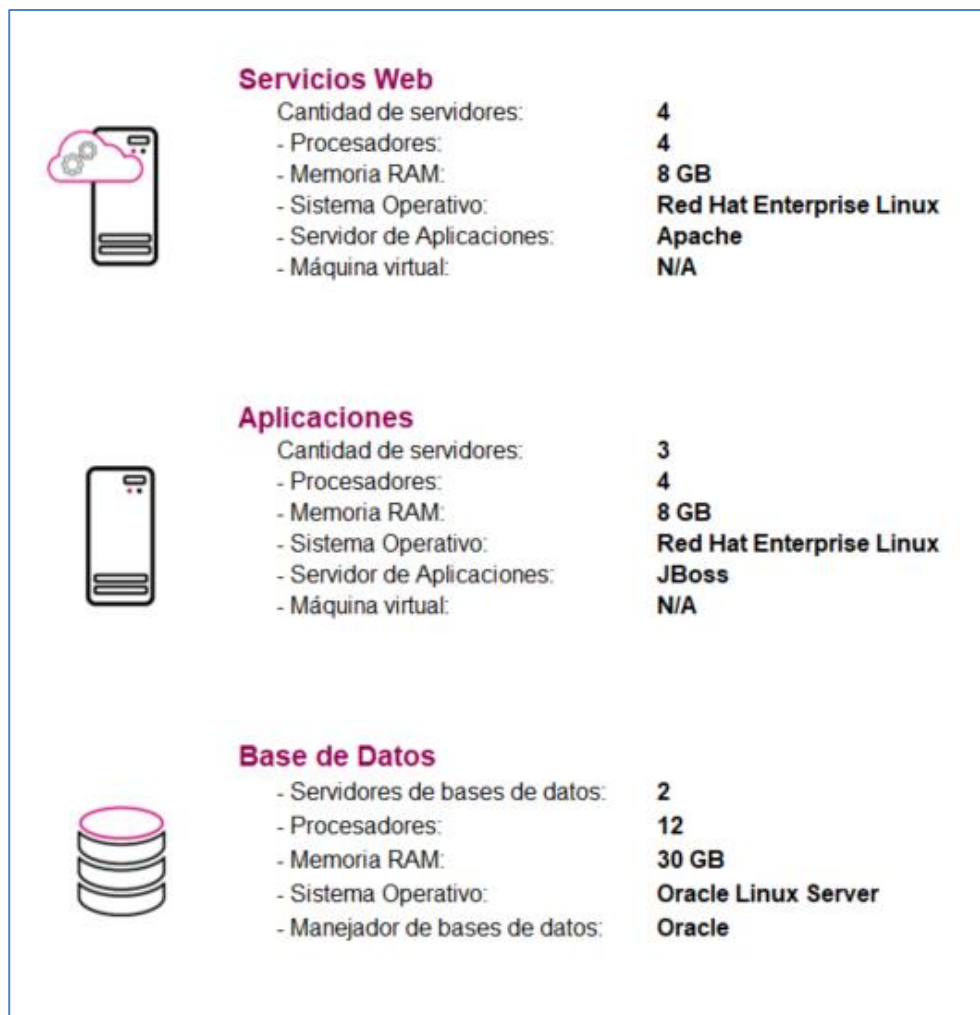 Servicios Web
Cantidad de servidores: 4
- Procesadores: 4
- Memoria RAM: 8 GB
- Sistema Operativo: Red Hat Enterprise Linux
- Servidor de Aplicaciones: Apache
- Máquina virtual: N/A
Aplicaciones
Cantidad de servidores: 3
- Procesadores: 4
- Memoria RAM: 8 GB
- Sistema Operativo: Red Hat Enterprise Linux
- Servidor de Aplicaciones: JBoss
- Máquina virtual: N/A
Base de Datos
- Servidores de bases de datos: 2
- Procesadores: 12
- Memoria RAM: 30 GB
- Sistema Operativo: Oracle Linux Server
- Manejador de bases de datos: Oracle